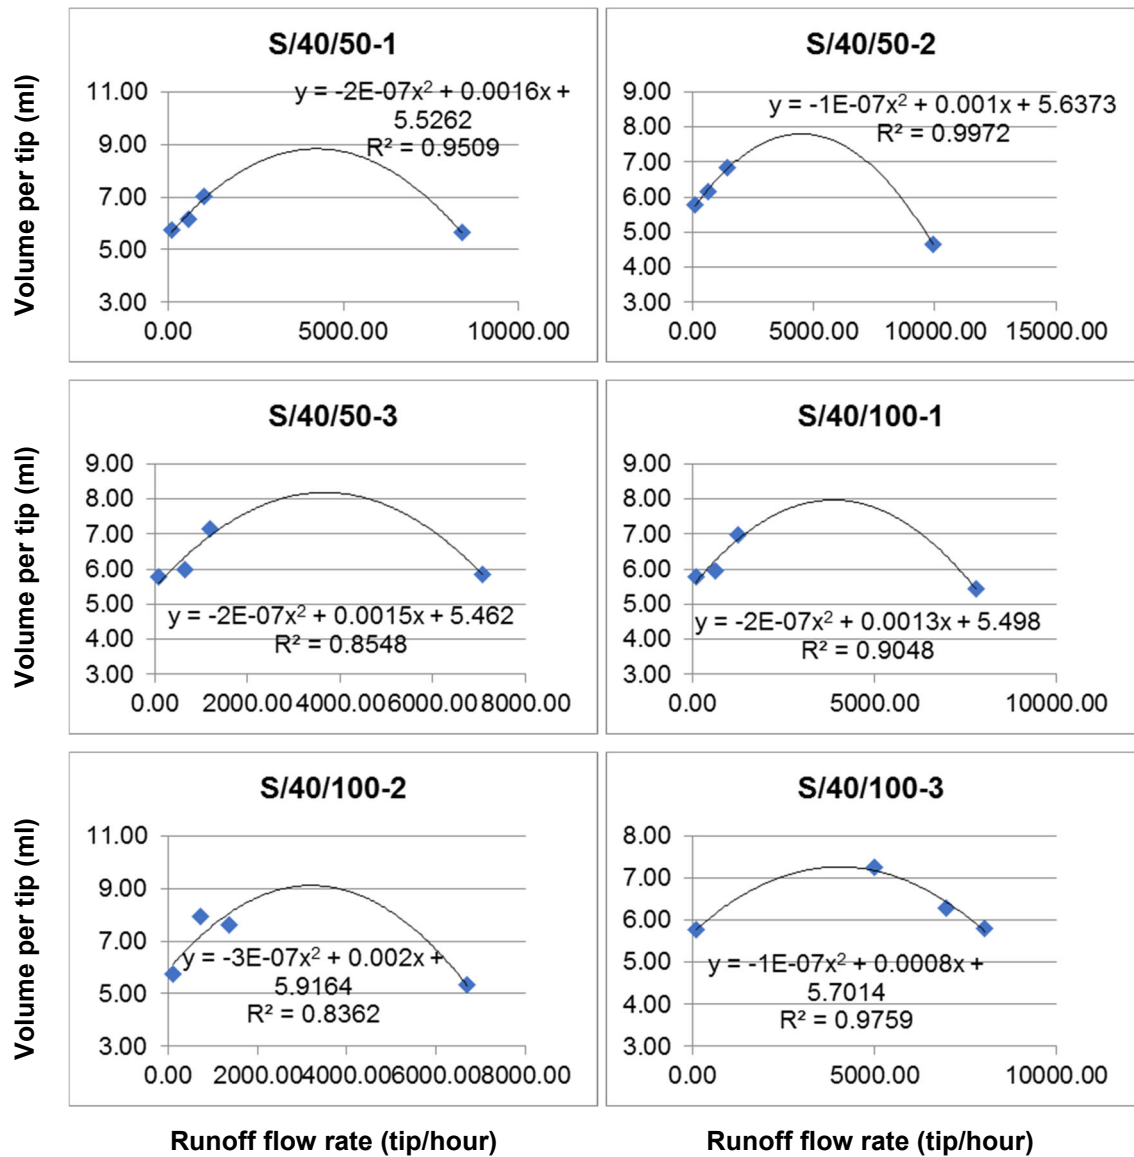 S/40/50-1
y = -2E-07x² + 0.0016x +
5.5262
R² = 0.9509
11.00
9.00
7.00
5.00
3.00
0.00 5000.00 10000.00
Volume per tip (ml)
S/40/50-2
y = -1E-07x² + 0.001x + 5.6373
R² = 0.9972
9.00
8.00
7.00
6.00
5.00
4.00
3.00
0.00 5000.00 10000.00 15000.00
S/40/50-3
9.00
8.00
7.00
6.00
5.00
4.00
3.00
y = -2E-07x² + 0.0015x + 5.462
R² = 0.8548
0.00 2000.00 4000.00 6000.00 8000.00
Volume per tip (ml)
S/40/100-1
9.00
8.00
7.00
6.00
5.00
4.00
3.00
y = -2E-07x² + 0.0013x + 5.498
R² = 0.9048
0.00 5000.00 10000.00
S/40/100-2
11.00
9.00
7.00
5.00
3.00
y = -3E-07x² + 0.002x +
5.9164
R² = 0.8362
0.00 2000.00 4000.00 6000.00 8000.00
Volume per tip (ml)
Runoff flow rate (tip/hour)
S/40/100-3
8.00
7.00
6.00
5.00
4.00
3.00
y = -1E-07x² + 0.0008x +
5.7014
R² = 0.9759
0.00 5000.00 10000.00
Runoff flow rate (tip/hour)